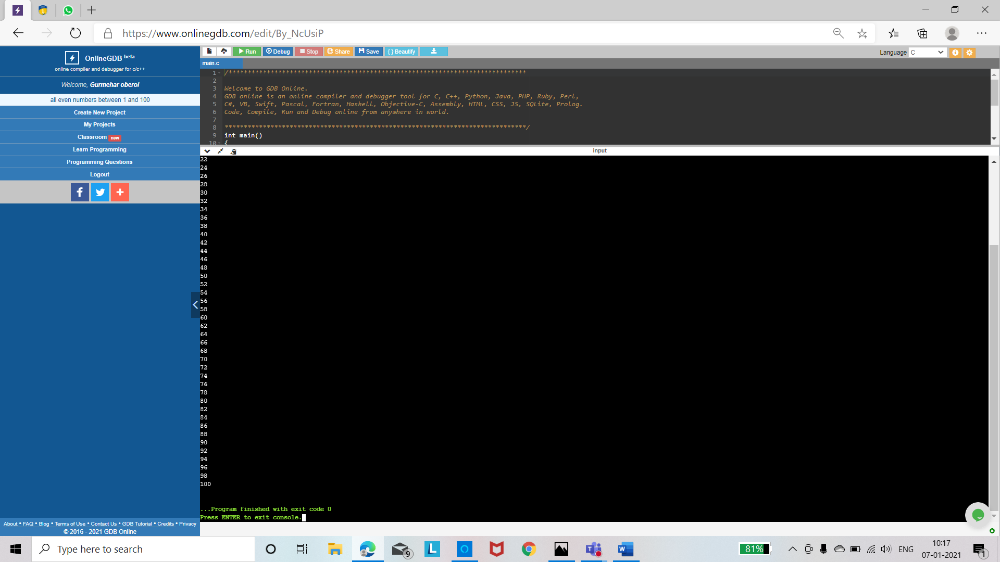 https://www.onlinegdb.com/edit/By_NcUsiP
OnlineGDB beta
online compiler and debugger for c/c++
Welcome, Gurmehar oberoi
all even numbers between 1 and 100
Create New Project
My Projects
Classroom new
Learn Programming
Programming Questions
Logout
Run Debug Stop Share Save { } Beautify
Language C
main.c
1 /******************************************************************************
2
3 Welcome to GDB Online.
4 GDB online is an online compiler and debugger tool for C, C++, Python, Java, PHP, Ruby, Perl,
5 C#, VB, Swift, Pascal, Fortran, Haskell, Objective-C, Assembly, HTML, CSS, JS, SQLite, Prolog.
6 Code, Compile, Run and Debug online from anywhere in world.
7
8 *******************************************************************************/
9 int main()
10 {
input
22
24
26
28
30
32
34
36
38
40
42
44
46
48
50
52
54
56
58
60
62
64
66
68
70
72
74
76
78
80
82
84
86
88
90
92
94
96
98
100
...Program finished with exit code 0
Press ENTER to exit console.
About • FAQ • Blog • Terms of Use • Contact Us • GDB Tutorial • Credits • Privacy
© 2016 - 2021 GDB Online
Type here to search
9
L
T
W
81%
ENG
10:17
07-01-2021
1